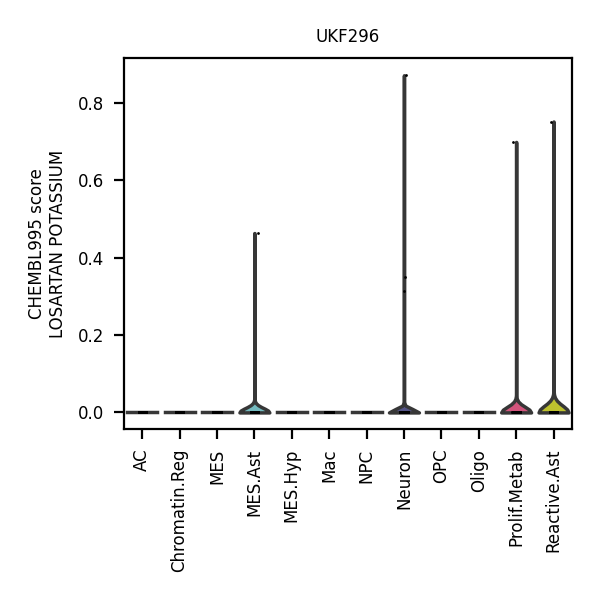 UKF296
CHEMBL995 score
LOSARTAN POTASSIUM
0.8
0.6
0.4
0.2
0.0
AC
Chromatin.Reg
MES
MES.Ast
MES.Hyp
Mac
NPC
Neuron
OPC
Oligo
Prolif.Metab
Reactive.Ast